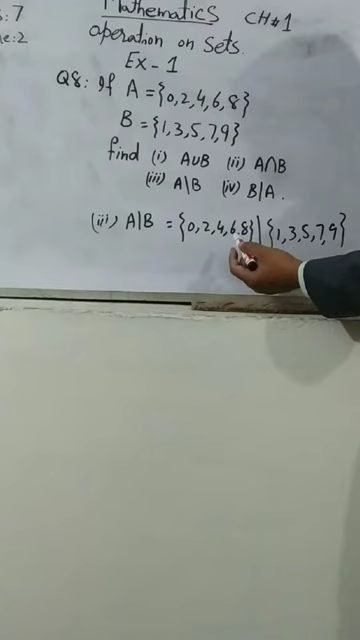 s: 7
Mathematics CH#1
e: 2
operation on Sets.
Ex-1
Q8: If A = {0,2,4,6,8}
B = {1,3,5,7,9}
find (i) A∪B (ii) A∩B
(iii) A|B (iv) B|A.
(iii) A|B = {0,2,4,6,8} | {1,3,5,7,9}